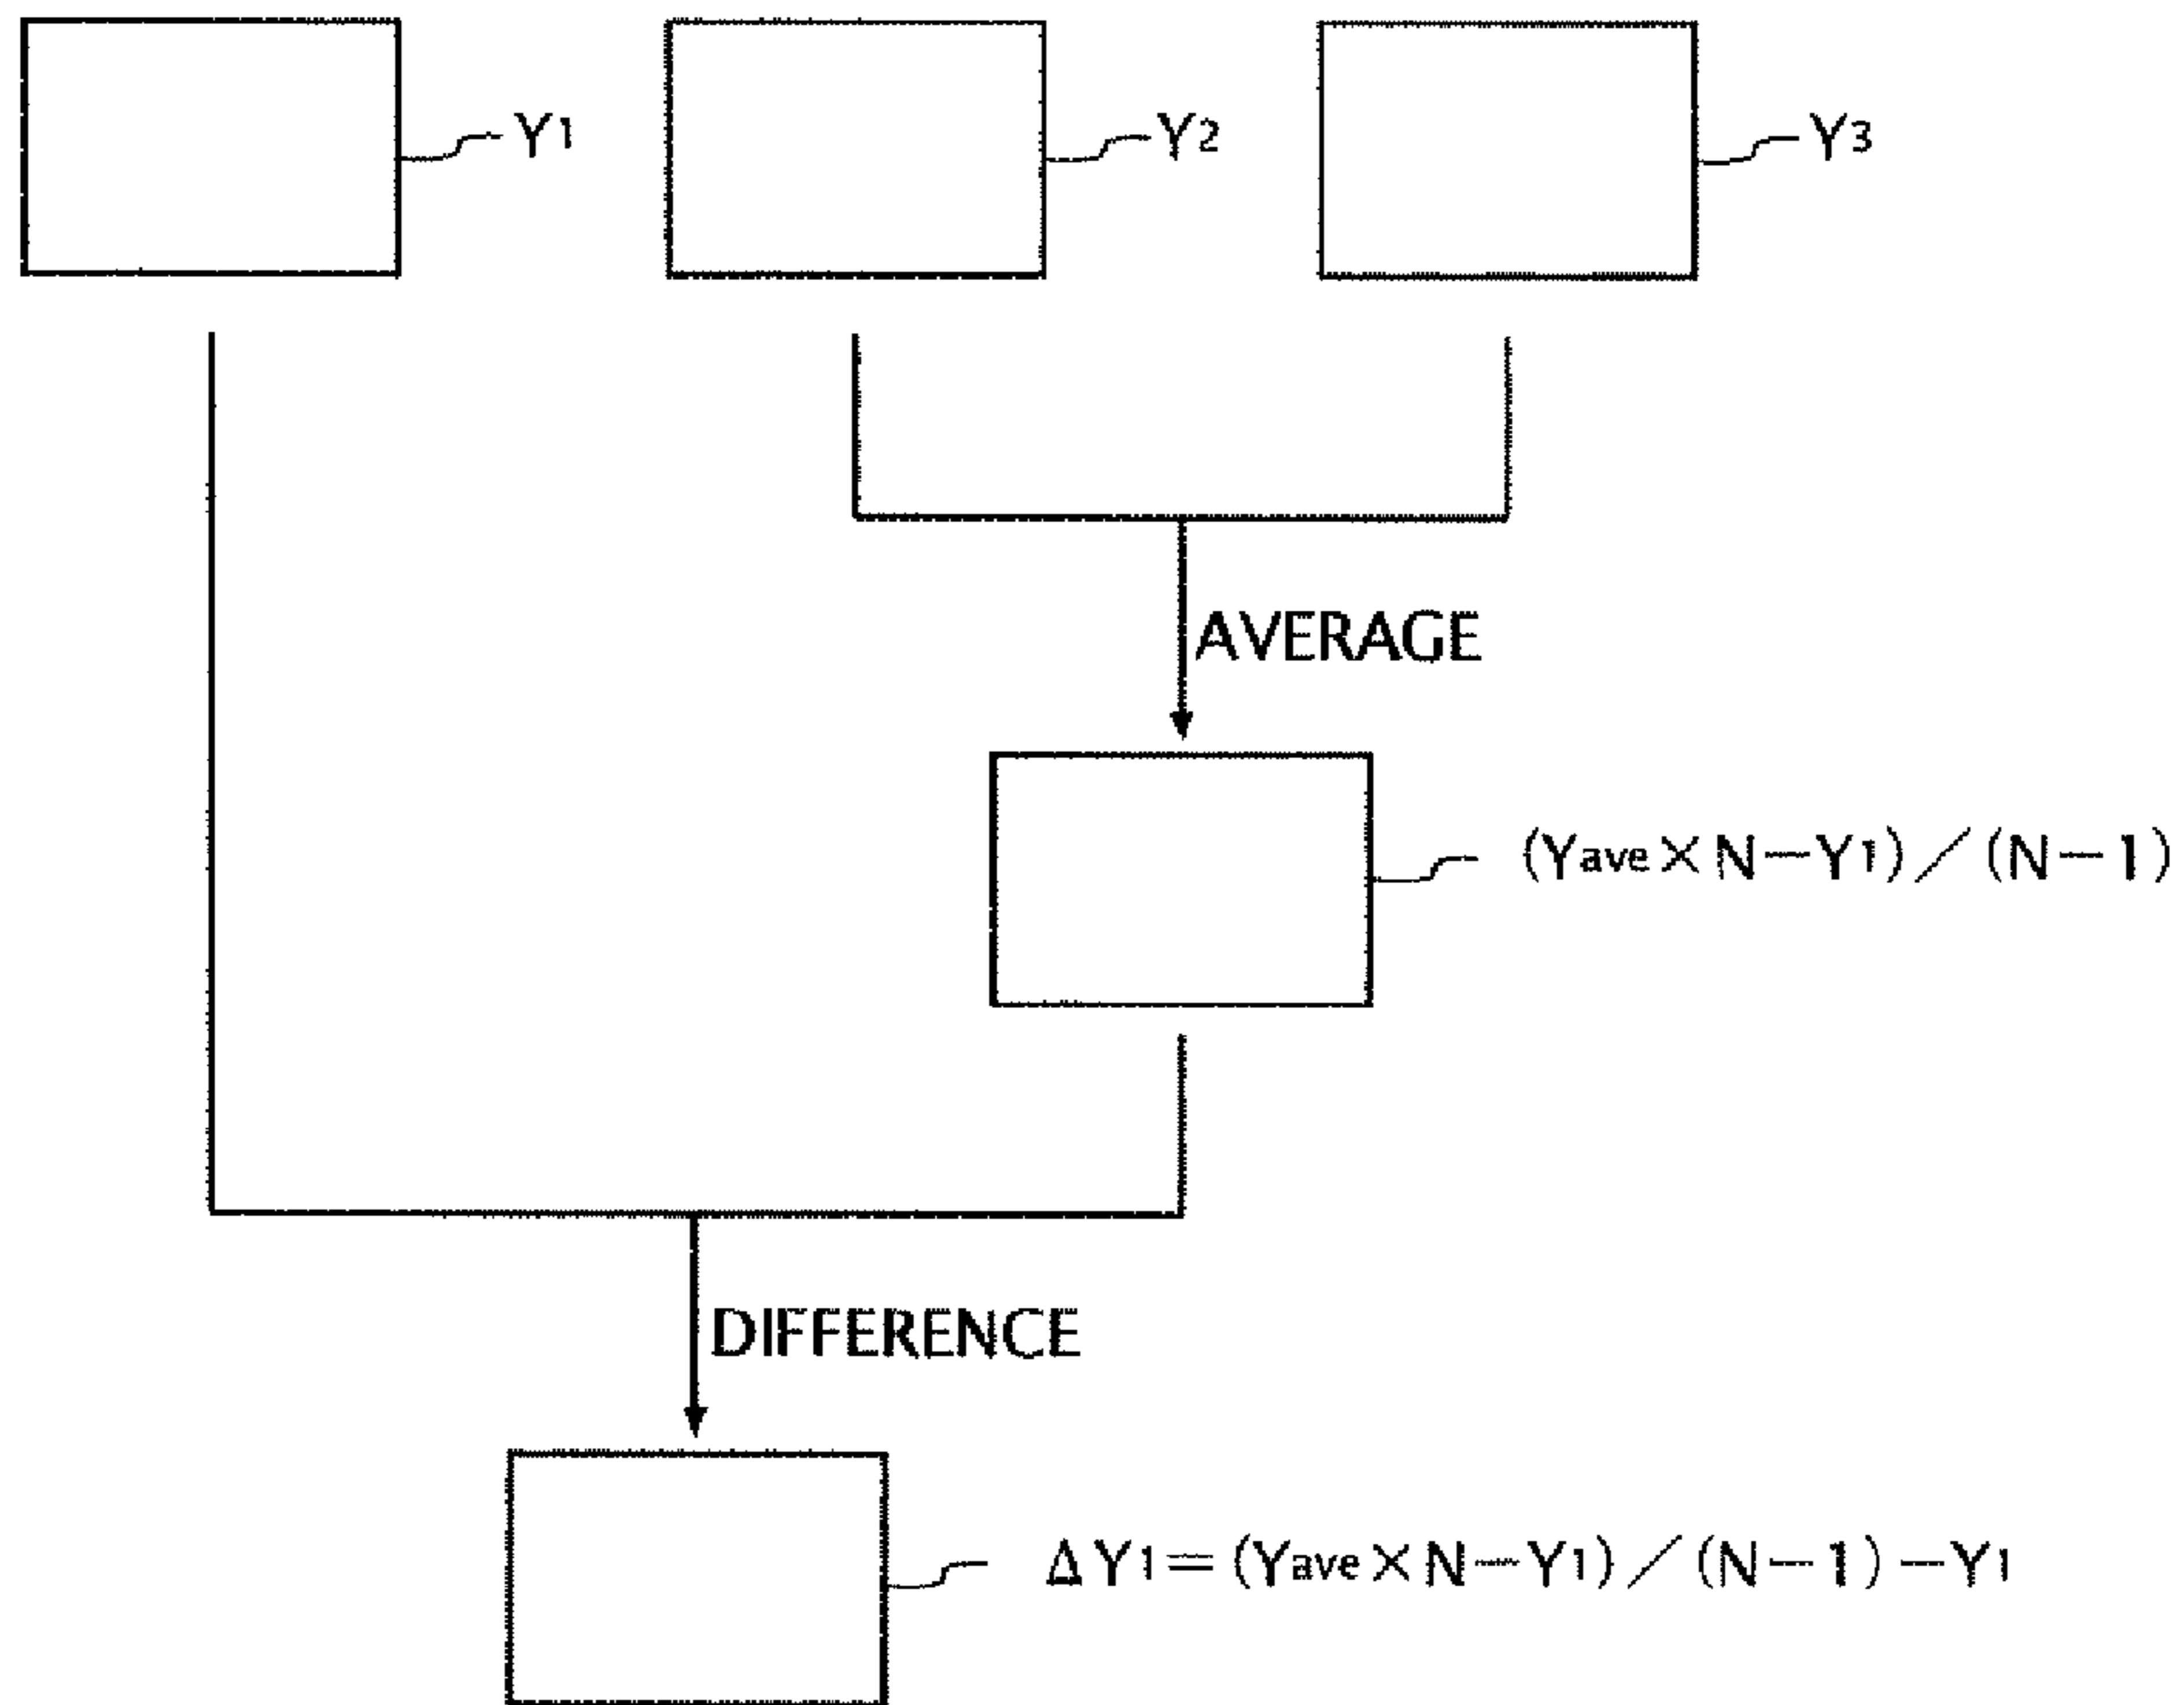 Y1
Y2
Y3
AVERAGE
(Yave×N−Y1)／(N−1)
DIFFERENCE
ΔY1=(Yave×N−Y1)／(N−1)−Y1